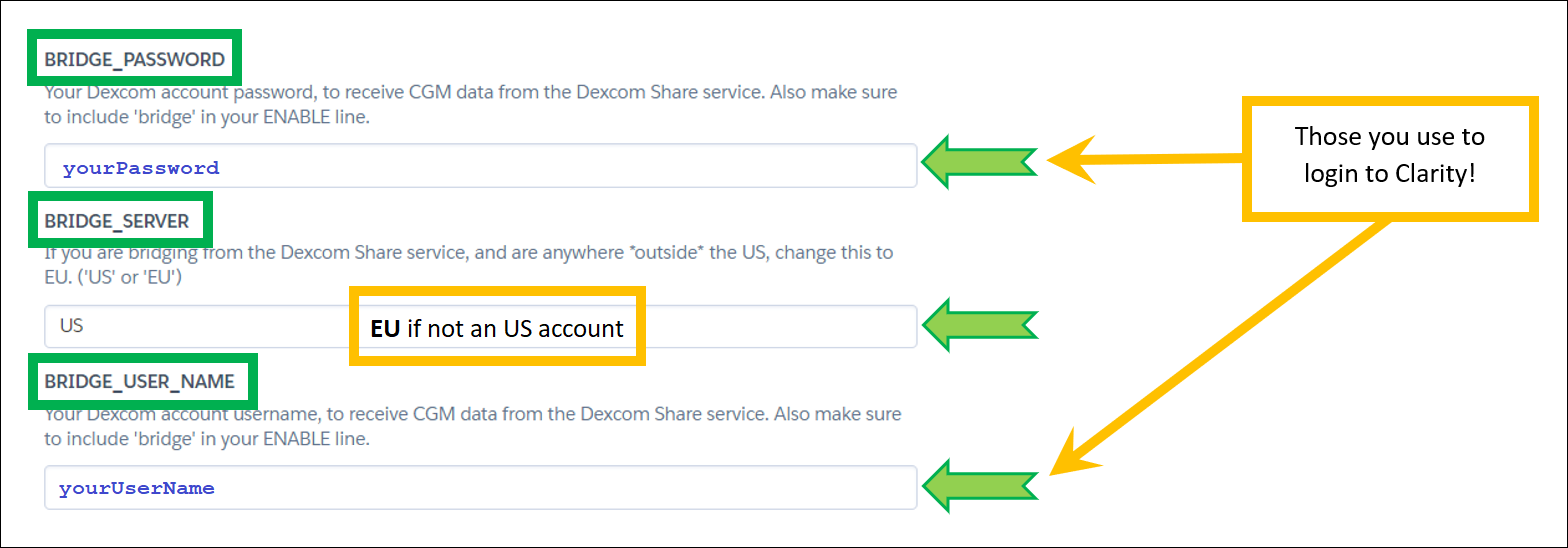 BRIDGE_PASSWORD
Your Dexcom account password, to receive CGM data from the Dexcom Share service. Also make sure
to include 'bridge' in your ENABLE line.
yourPassword
Those you use to
login to Clarity!
BRIDGE_SERVER
If you are bridging from the Dexcom Share service, and are anywhere *outside* the US, change this to
EU. ('US' or 'EU')
US
EU if not an US account
BRIDGE_USER_NAME
Your Dexcom account username, to receive CGM data from the Dexcom Share service. Also make sure
to include 'bridge' in your ENABLE line.
yourUserName